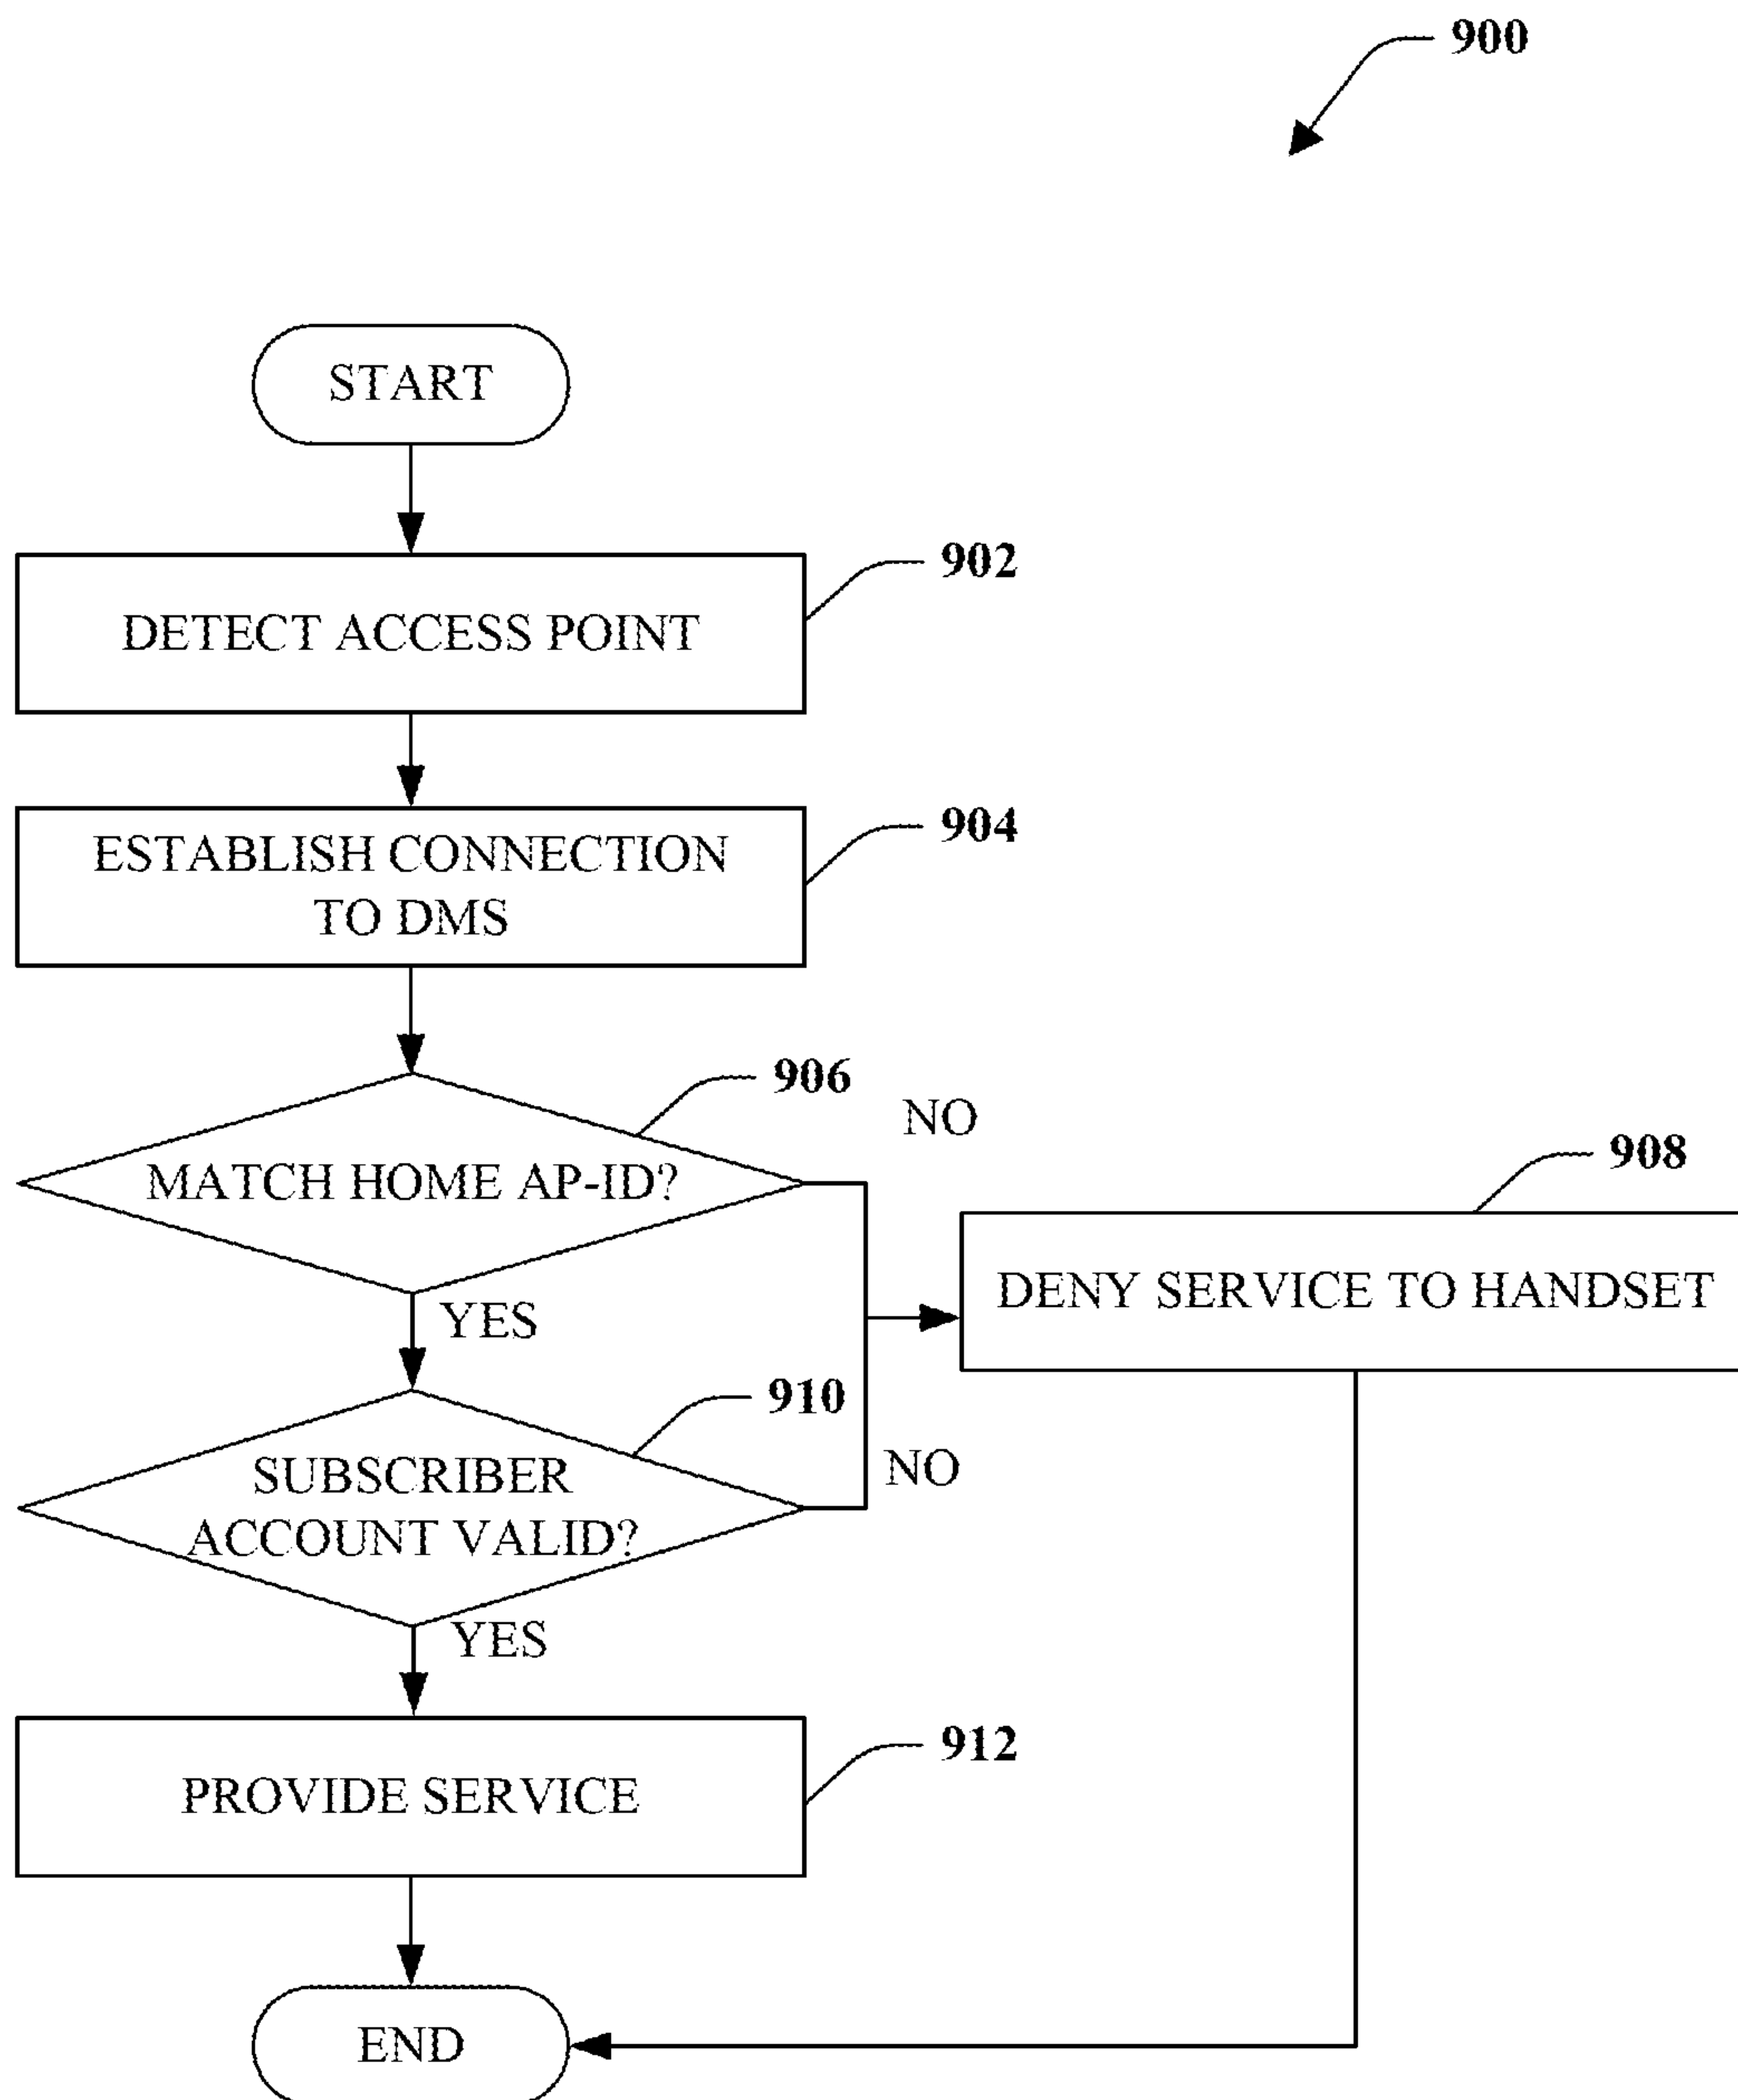 900
START
902
DETECT ACCESS POINT
904
ESTABLISH CONNECTION
TO DMS
906
NO
MATCH HOME AP-ID?
908
DENY SERVICE TO HANDSET
YES
910
SUBSCRIBER
ACCOUNT VALID?
NO
YES
912
PROVIDE SERVICE
END